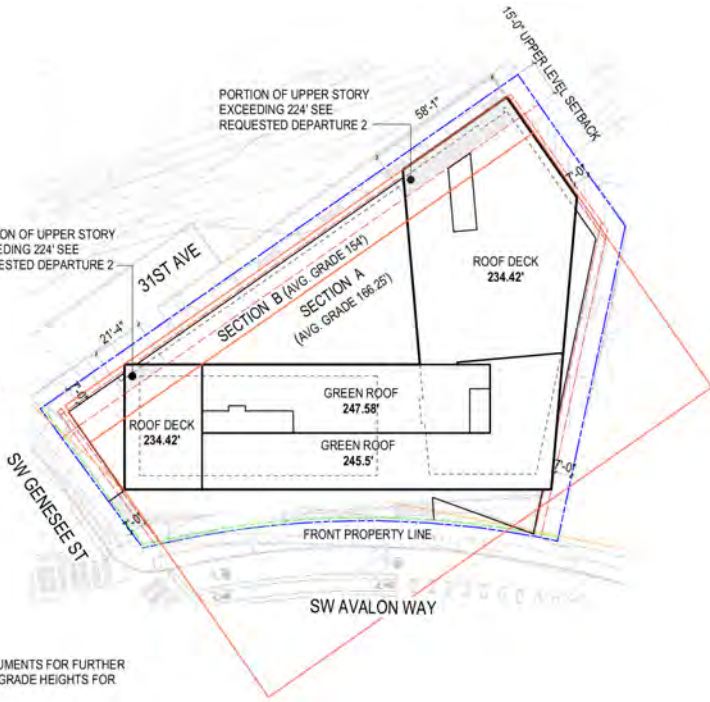 15'-0" UPPER LEVEL SETBACK
PORTION OF UPPER STORY
EXCEEDING 224' SEE
REQUESTED DEPARTURE 2
58'-1"
ION OF UPPER STORY
EDING 224' SEE
ESTED DEPARTURE 2
31ST AVE
21'-4"
SECTION B (AVG. GRADE 154')
SECTION A
(AVG. GRADE 166.25')
ROOF DECK
234.42'
GREEN ROOF
247.58'
ROOF DECK
234.42'
GREEN ROOF
245.5'
7'-0"
SW GENESEE ST
FRONT PROPERTY LINE
SW AVALON WAY
UMENTS FOR FURTHER
GRADE HEIGHTS FOR